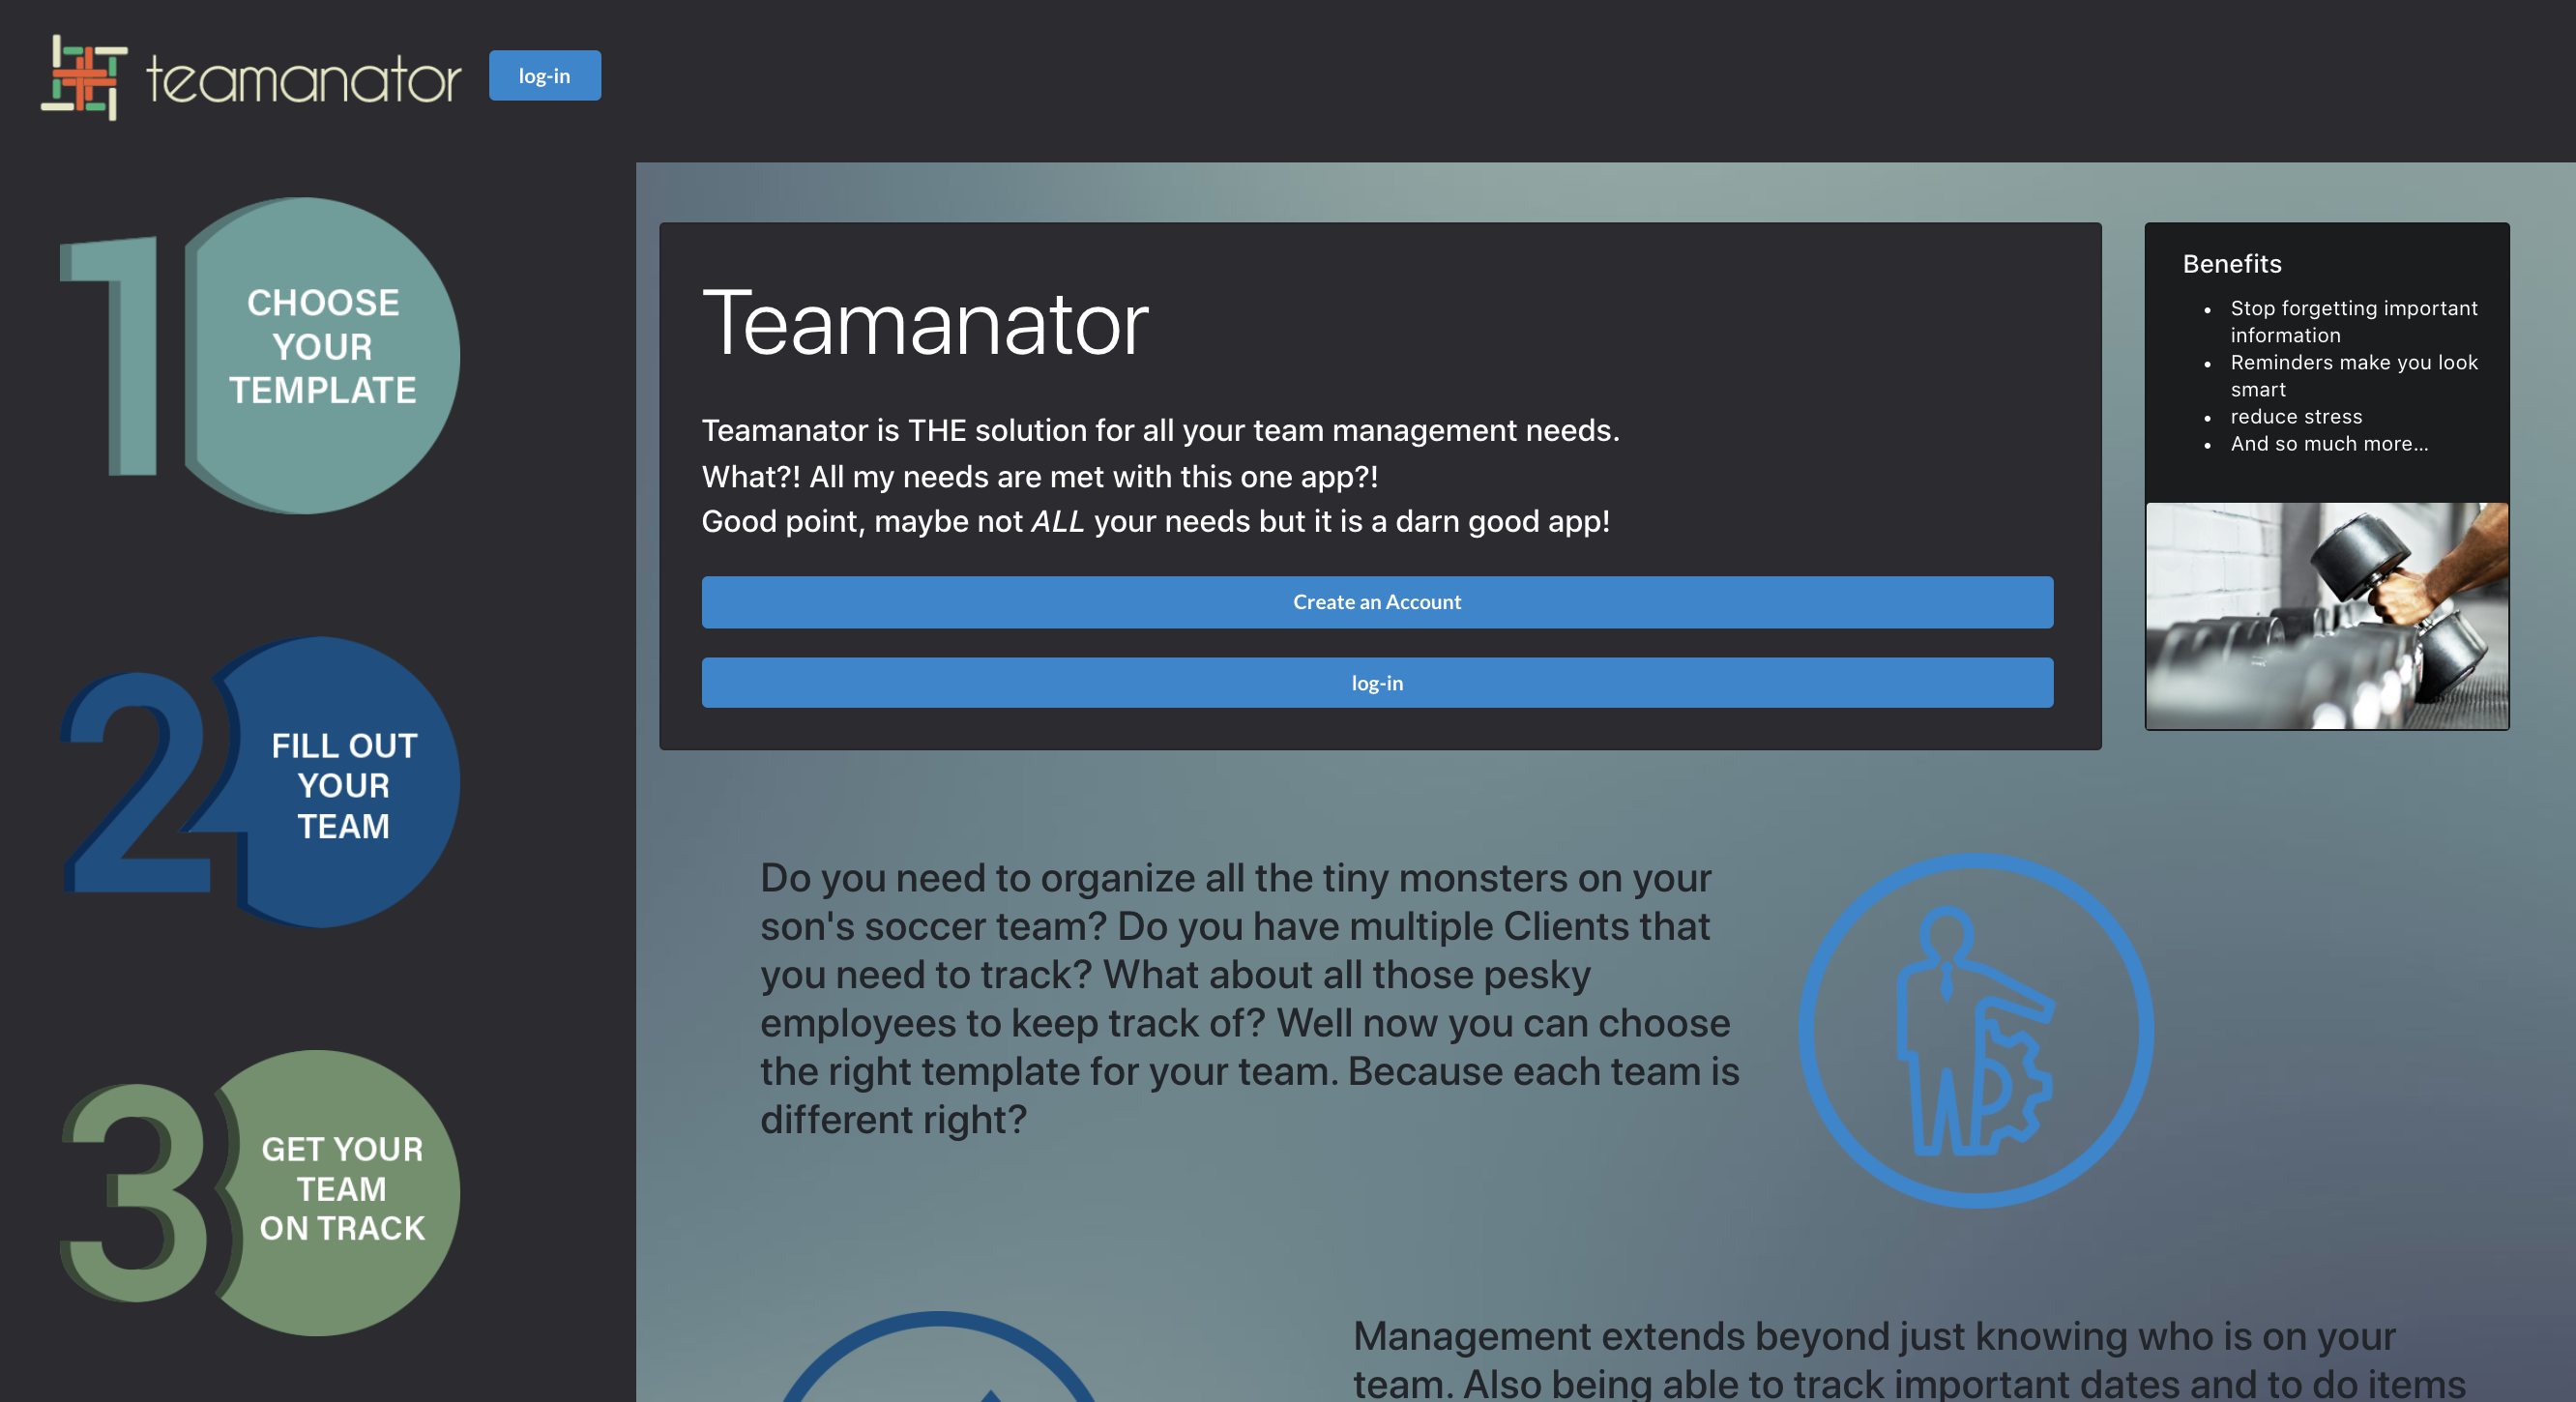 teamanator
log-in
1
CHOOSE
YOUR
TEMPLATE
2
FILL OUT
YOUR
TEAM
3
GET YOUR
TEAM
ON TRACK
Teamanator
Teamanator is THE solution for all your team management needs.
What?! All my needs are met with this one app?!
Good point, maybe not ALL your needs but it is a darn good app!
Create an Account
log-in
Benefits
• Stop forgetting important
information
• Reminders make you look
smart
• reduce stress
• And so much more...
Do you need to organize all the tiny monsters on your
son's soccer team? Do you have multiple Clients that
you need to track? What about all those pesky
employees to keep track of? Well now you can choose
the right template for your team. Because each team is
different right?
Management extends beyond just knowing who is on your
team. Also being able to track important dates and to do items